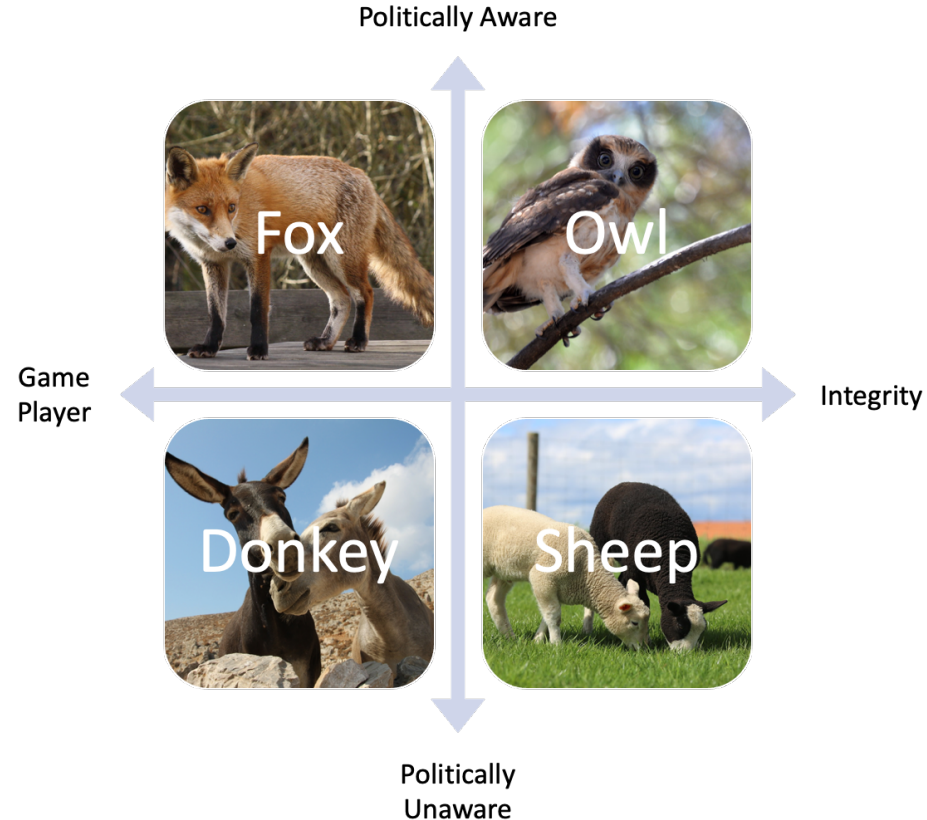 Politically Aware
Fox
Owl
Game
Player
Integrity
Donkey
Sheep
Politically
Unaware